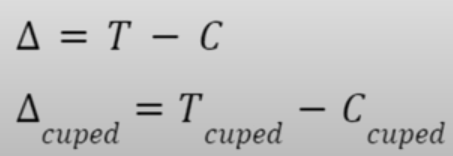 Δ = T − C
Δ_cuped = T_cuped − C_cuped